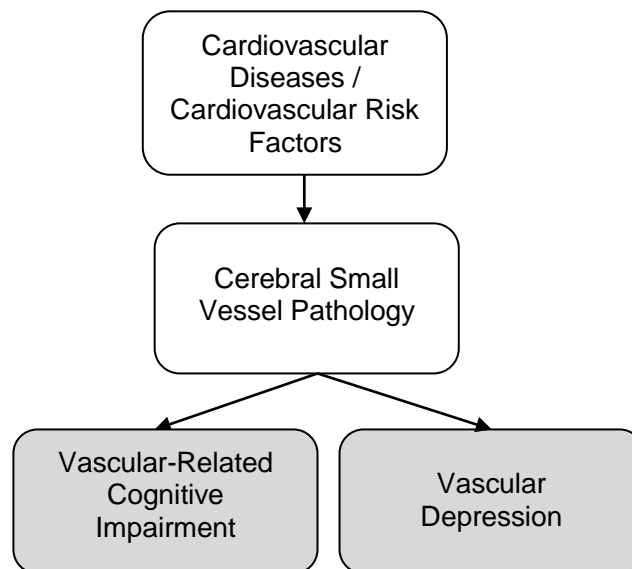 Cardiovascular
Diseases /
Cardiovascular Risk
Factors
Cerebral Small
Vessel Pathology
Vascular-Related
Cognitive
Impairment
Vascular
Depression